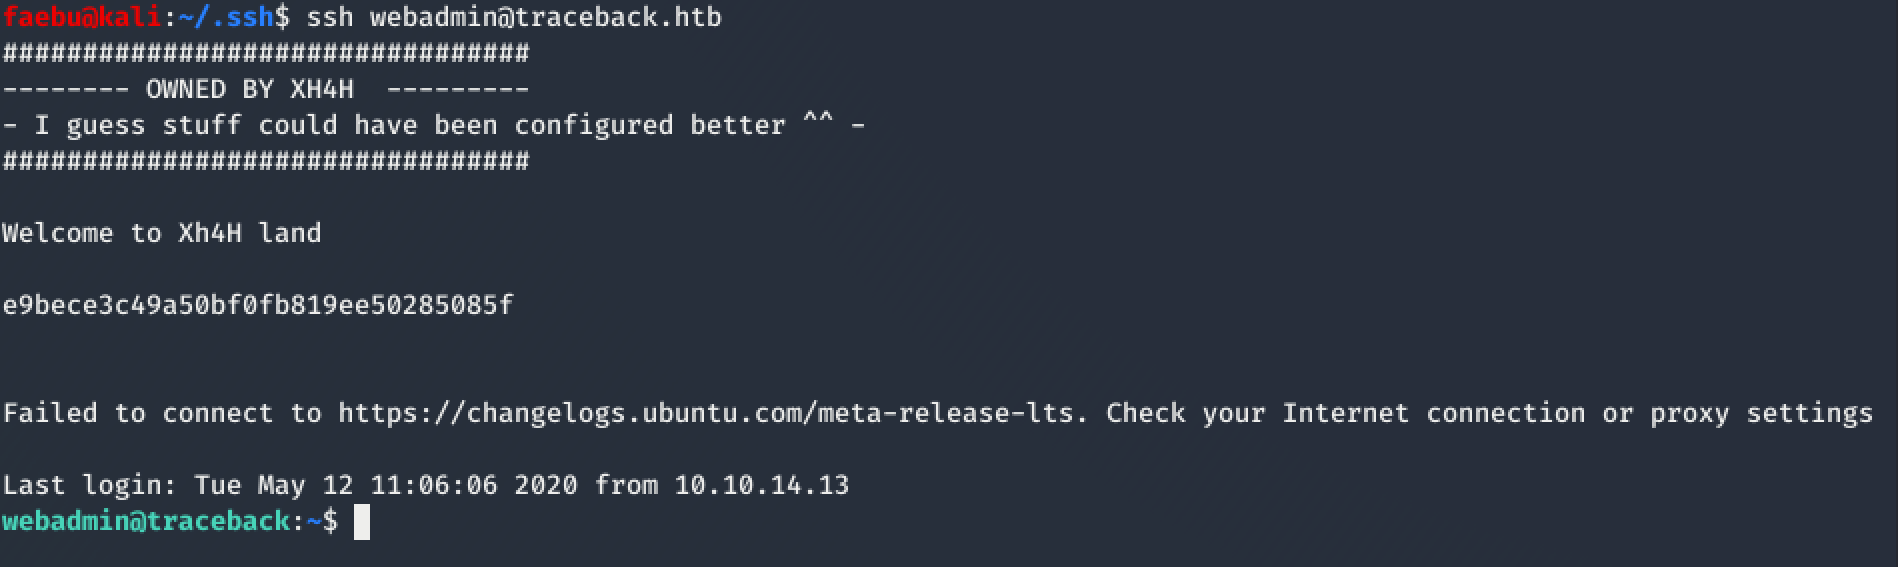 faebu@kali:~/.ssh$ ssh webadmin@traceback.htb
#################################
-------- OWNED BY XH4H  ---------
- I guess stuff could have been configured better ^^ -
#################################
Welcome to Xh4H land
e9bece3c49a50bf0fb819ee50285085f
Failed to connect to https://changelogs.ubuntu.com/meta-release-lts. Check your Internet connection or proxy settings
Last login: Tue May 12 11:06:06 2020 from 10.10.14.13
webadmin@traceback:~$